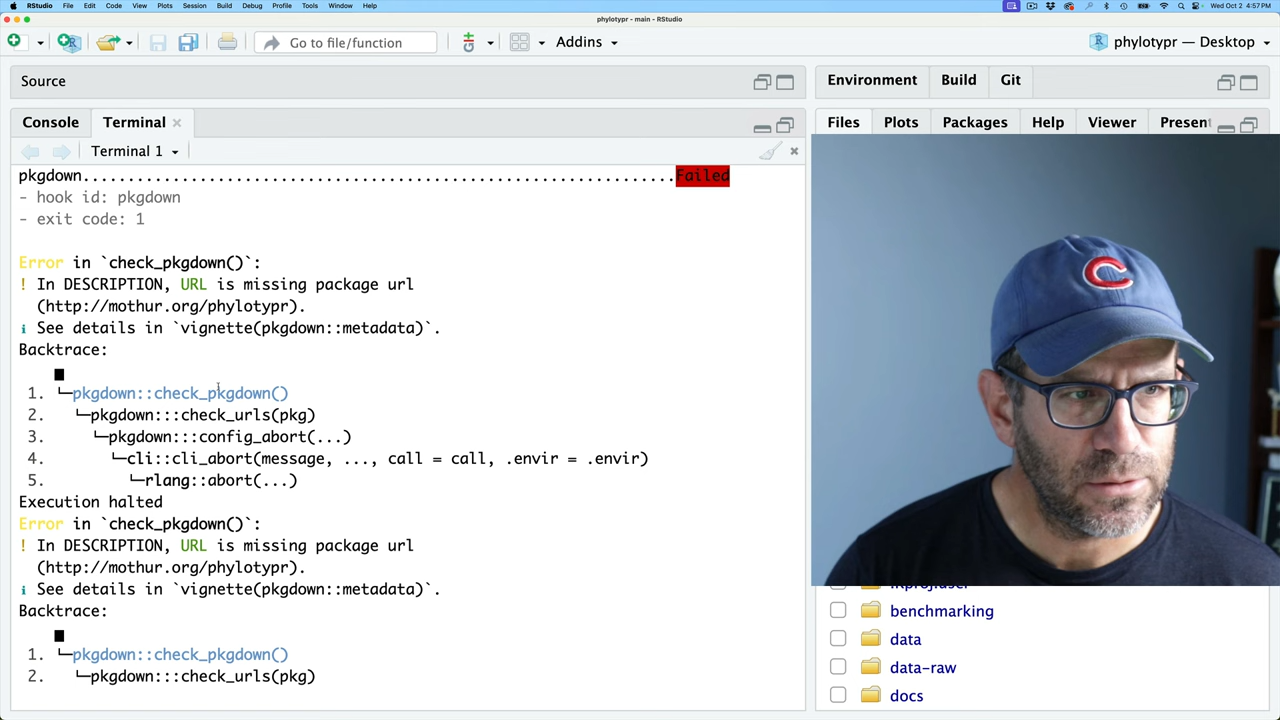 RStudio File Edit Code View Plots Session Build Debug Profile Tools Window Help
Wed Oct 2 4:57 PM
phylotypr - main - RStudio
Go to file/function
Addins
phylotypr — Desktop
Source
Environment Build Git
Console Terminal
Files Plots Packages Help Viewer Present
Terminal 1
pkgdown..................................................................Failed
- hook id: pkgdown
- exit code: 1
Error in `check_pkgdown()`:
! In DESCRIPTION, URL is missing package url
(http://mothur.org/phylotypr).
ℹ See details in `vignette(pkgdown::metadata)`.
Backtrace:
1. └─pkgdown::check_pkgdown()
2. └─pkgdown:::check_urls(pkg)
3. └─pkgdown:::config_abort(...)
4. └─cli::cli_abort(message, ..., call = call, .envir = .envir)
5. └─rlang::abort(...)
Execution halted
Error in `check_pkgdown()`:
! In DESCRIPTION, URL is missing package url
(http://mothur.org/phylotypr).
ℹ See details in `vignette(pkgdown::metadata)`.
Backtrace:
1. └─pkgdown::check_pkgdown()
2. └─pkgdown:::check_urls(pkg)
benchmarking
data
data-raw
docs